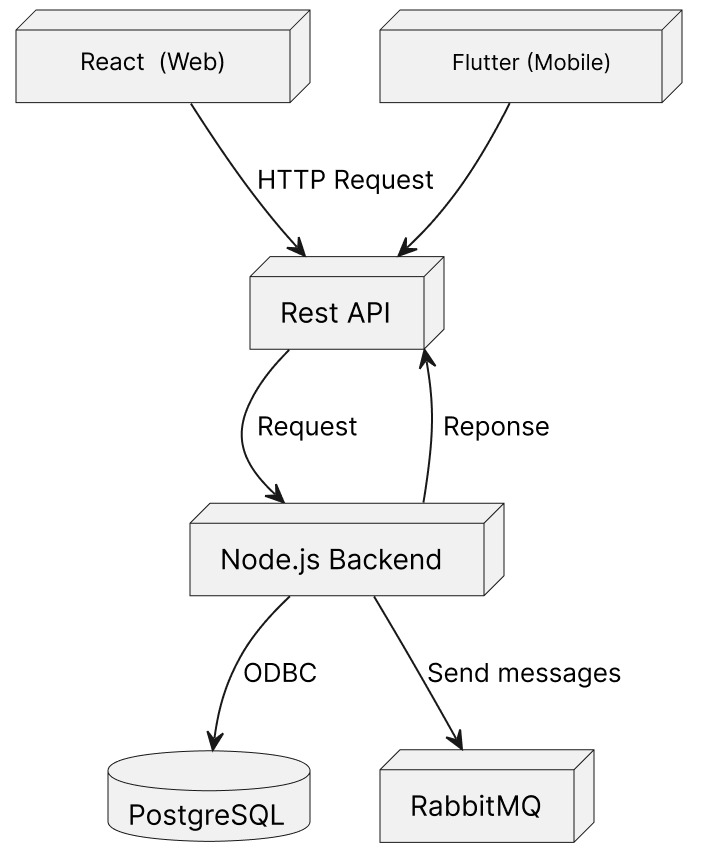 React  (Web)
Flutter (Mobile)
HTTP Request
Rest API
Request
Reponse
Node.js Backend
ODBC
Send messages
PostgreSQL
RabbitMQ